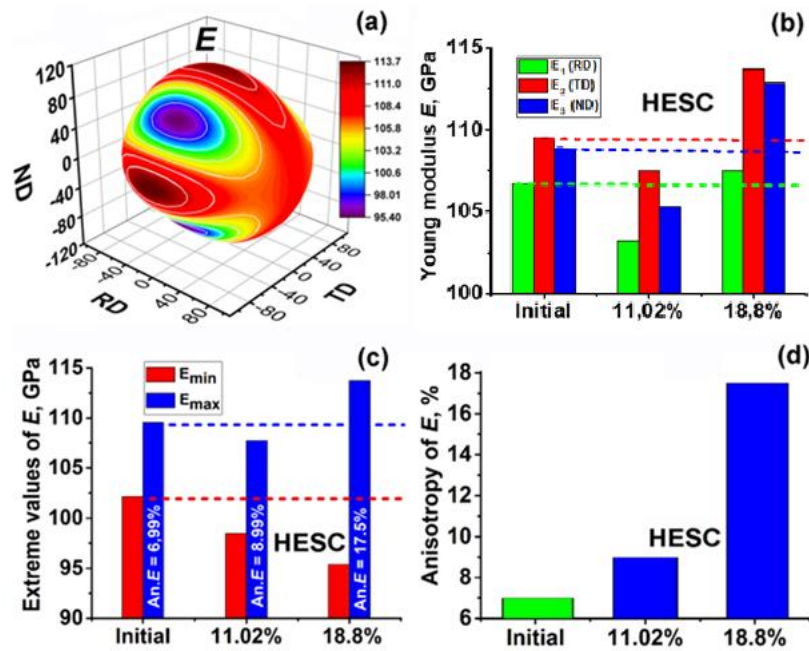 (a)
E
120
80
40
0
-40
-80
-120
ND
-80
-40
0
40
80
RD
-80
-40
0
40
80
TD
113.7
111.0
108.4
105.8
103.2
100.6
98.01
95.40
(b)
Young modulus E, GPa
115
110
105
100
E1 (RD)
E2 (TD)
E3 (ND)
HESC
Initial 11,02% 18,8%
(c)
Extreme values of E, GPa
115
110
105
100
95
90
Emin
Emax
An.E = 6,99%
An.E = 8.99%
An.E = 17.5%
HESC
Initial 11.02% 18.8%
(d)
Anisotropy of E, %
18
16
14
12
10
8
6
HESC
Initial 11.02% 18.8%